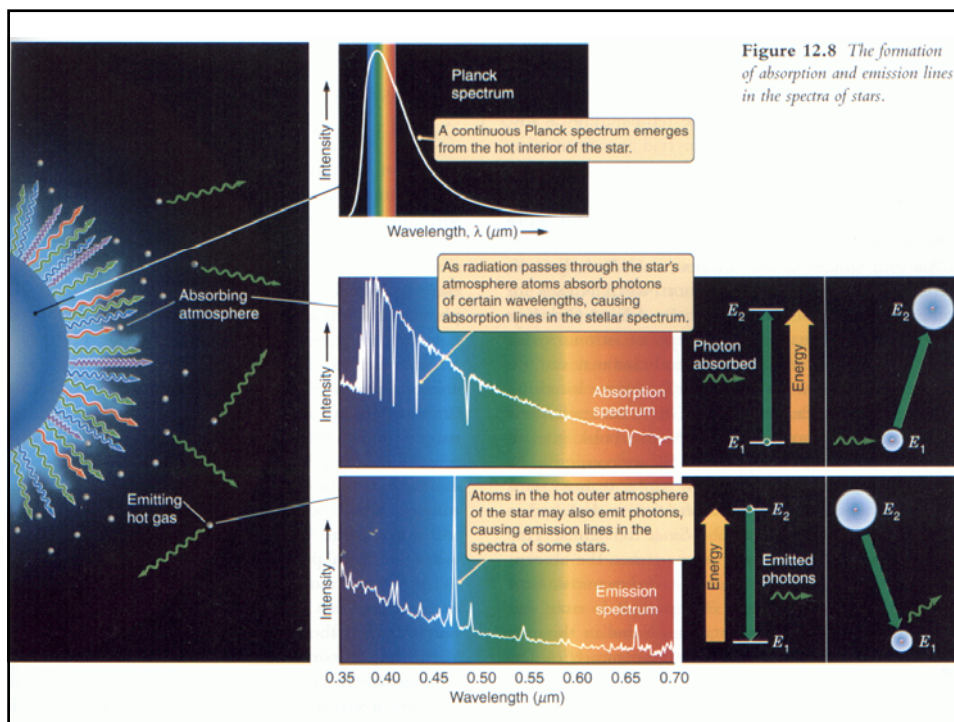 Figure 12.8 The formation
of absorption and emission lines
in the spectra of stars.
Intensity
Planck
spectrum
A continuous Planck spectrum emerges
from the hot interior of the star.
Wavelength, λ (μm)
Absorbing
atmosphere
Intensity
As radiation passes through the star's
atmosphere atoms absorb photons
of certain wavelengths, causing
absorption lines in the stellar spectrum.
Absorption
spectrum
E2
Photon
absorbed
Energy
E1
E2
E1
Emitting
hot gas
Intensity
Atoms in the hot outer atmosphere
of the star may also emit photons,
causing emission lines in the
spectra of some stars.
Emission
spectrum
0.35 0.40 0.45 0.50 0.55 0.60 0.65 0.70
Wavelength (μm)
Energy
E2
Emitted
photons
E1
E2
E1